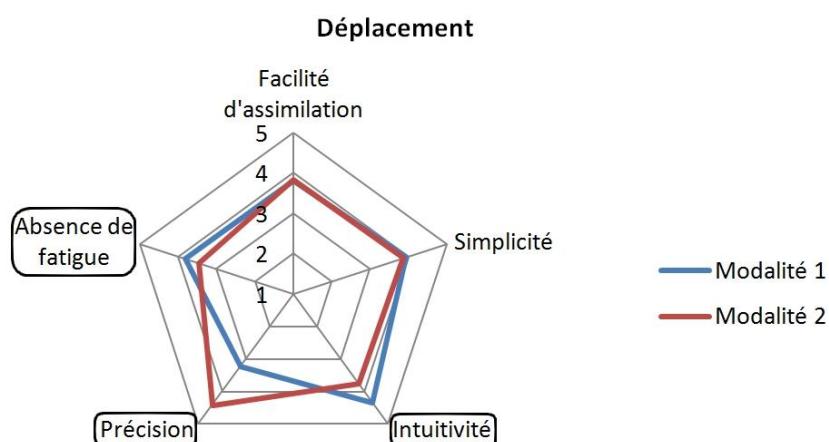 Déplacement
Facilité
d'assimilation
5
4
3
2
1
Absence de
fatigue
Simplicité
Modalité 1
Modalité 2
Précision
Intuitivité